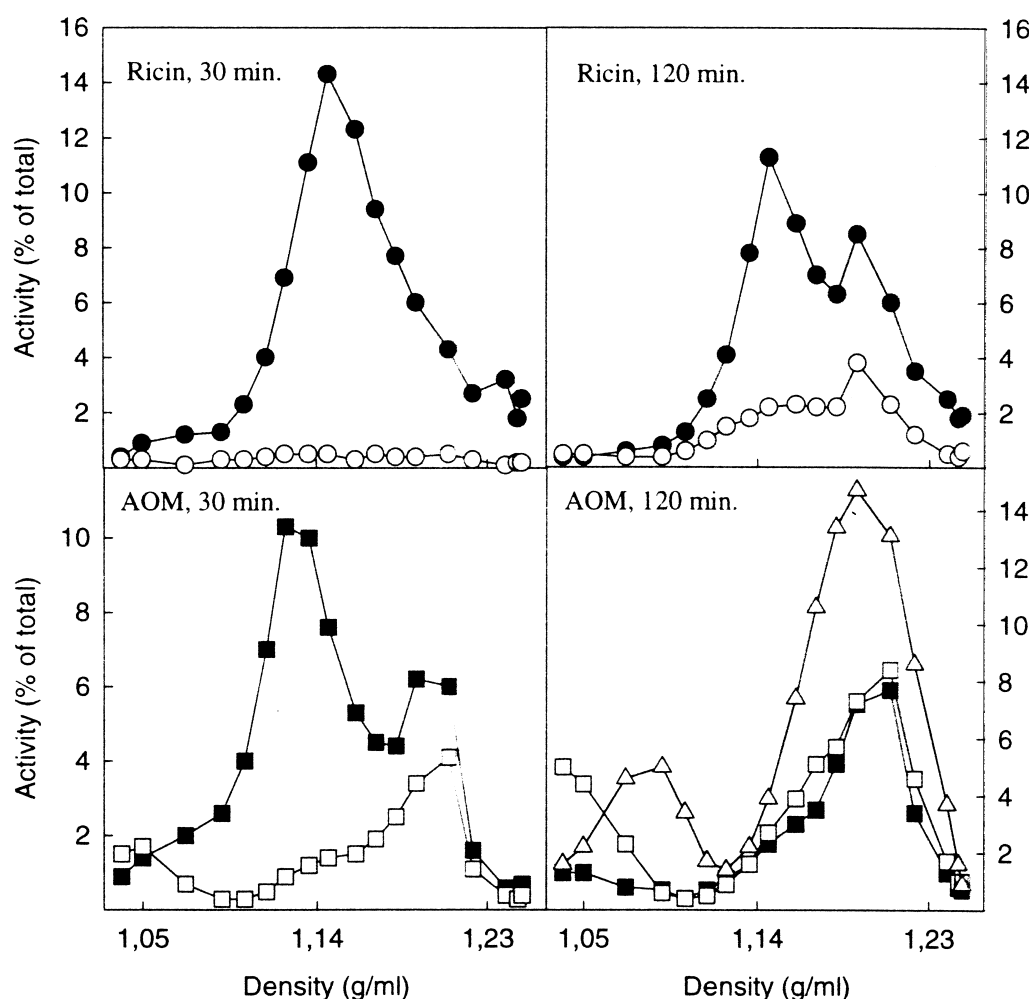 16
14
12
10
8
6
4
2
Activity (% of total)
Ricin, 30 min.
Ricin, 120 min.
16
14
12
10
8
6
4
2
10
8
6
4
2
Activity (% of total)
AOM, 30 min.
AOM, 120 min.
14
12
10
8
6
4
2
1,05 1,14 1,23
1,05 1,14 1,23
Density (g/ml)
Density (g/ml)